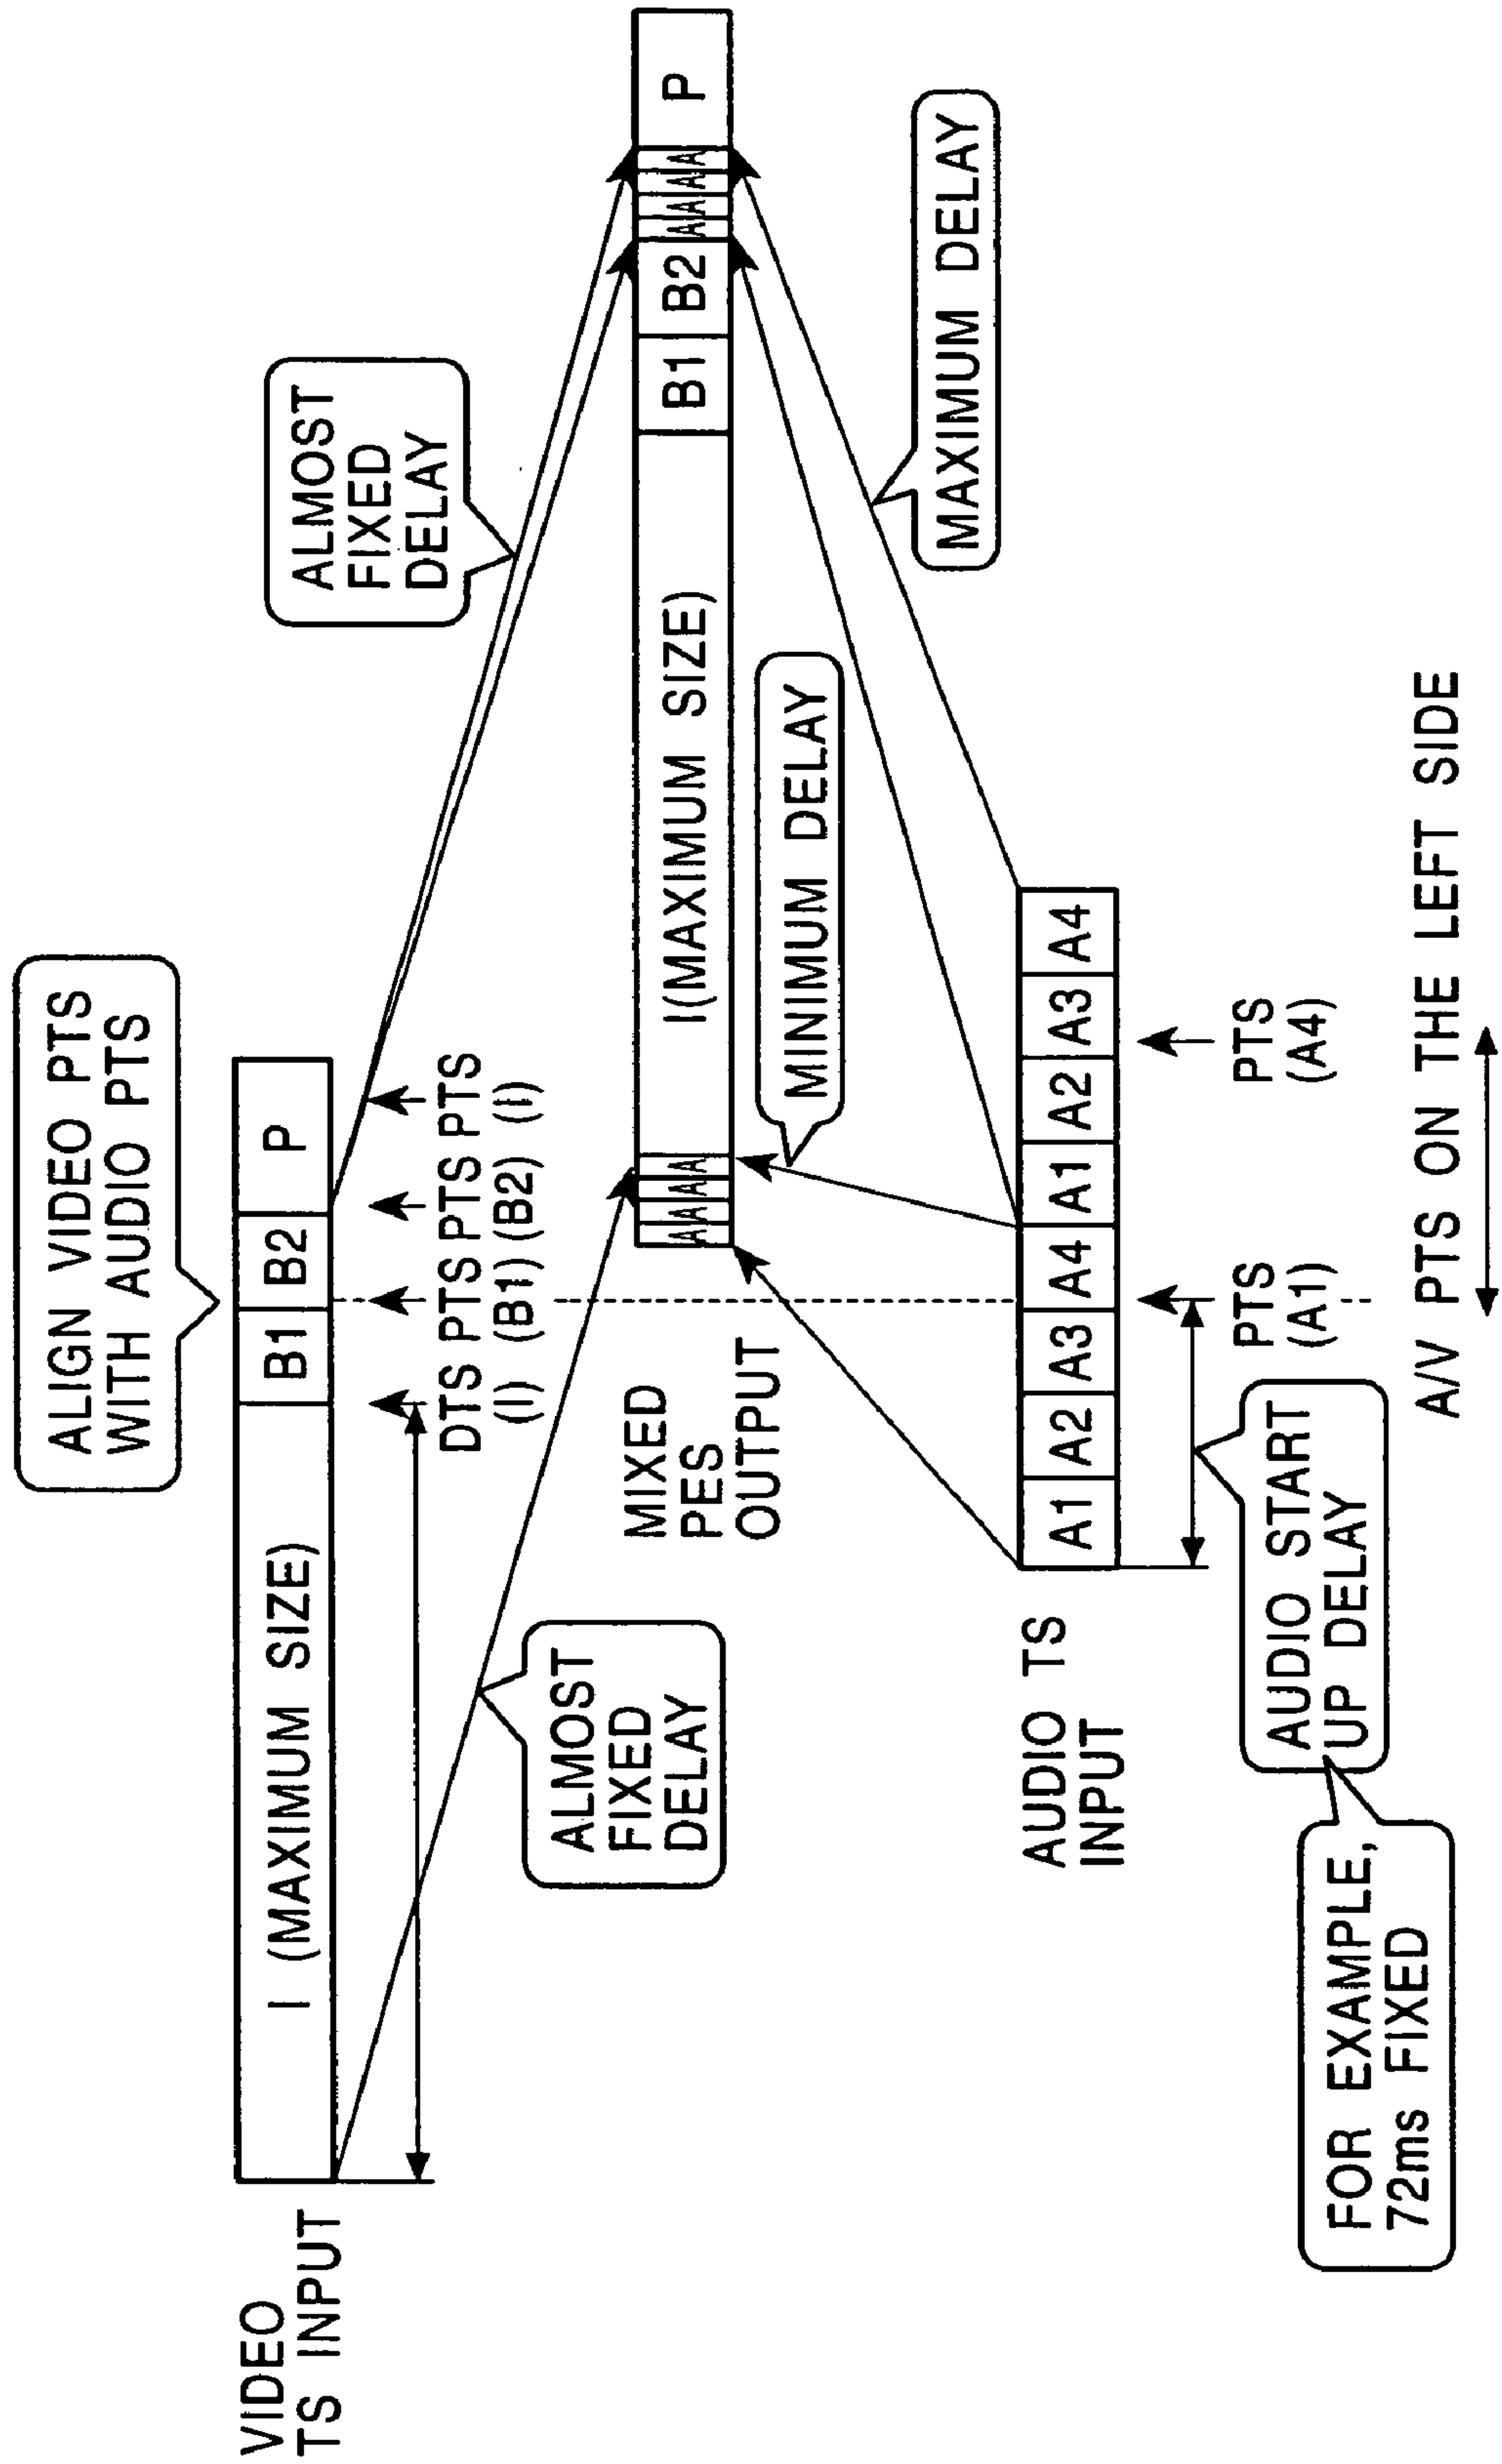 ALIGN VIDEO PTS
WITH AUDIO PTS
VIDEO
TS INPUT
I (MAXIMUM SIZE)
B1
B2
P
DTS PTS PTS PTS
(I) (B1) (B2) (I)
ALMOST
FIXED
DELAY
ALMOST
FIXED
DELAY
MIXED
PES
OUTPUT
A
A
A
A
I(MAXIMUM SIZE)
B1
B2
A
A
A
A
P
MINIMUM DELAY
MAXIMUM DELAY
AUDIO TS
INPUT
A1
A2
A3
A4
A1
A2
A3
A4
PTS
(A1)
PTS
(A4)
AUDIO START
UP DELAY
FOR EXAMPLE,
72ms FIXED
A/V PTS ON THE LEFT SIDE